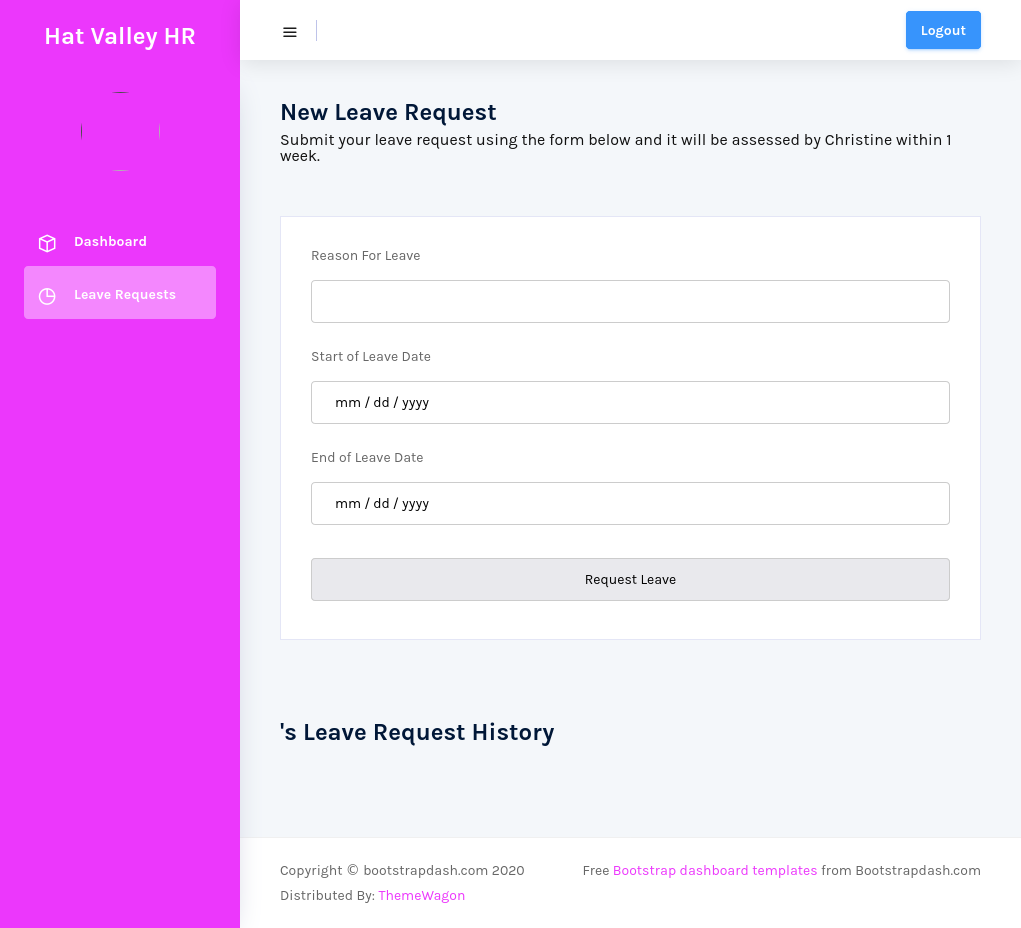 Hat Valley HR
Logout
Dashboard
Leave Requests
New Leave Request
Submit your leave request using the form below and it will be assessed by Christine within 1
week.
Reason For Leave
Start of Leave Date
mm / dd / yyyy
End of Leave Date
mm / dd / yyyy
Request Leave
's Leave Request History
Copyright © bootstrapdash.com 2020
Free Bootstrap dashboard templates from Bootstrapdash.com
Distributed By: ThemeWagon